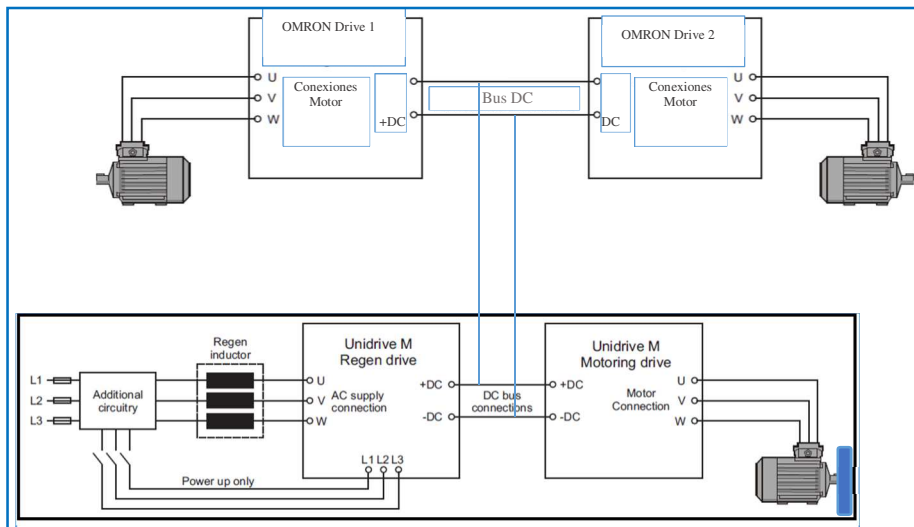 OMRON Drive 1
OMRON Drive 2
U
V
W
Conexiones
Motor
+DC
Bus DC
DC
Conexiones
Motor
U
V
W
Regen
inductor
L1
L2
L3
Additional
circuitry
U
V
W
Unidrive M
Regen drive
AC supply
connection
+DC
-DC
L1 L2 L3
Power up only
DC bus
connections
Unidrive M
Motoring drive
+DC
-DC
Motor
Connection
U
V
W